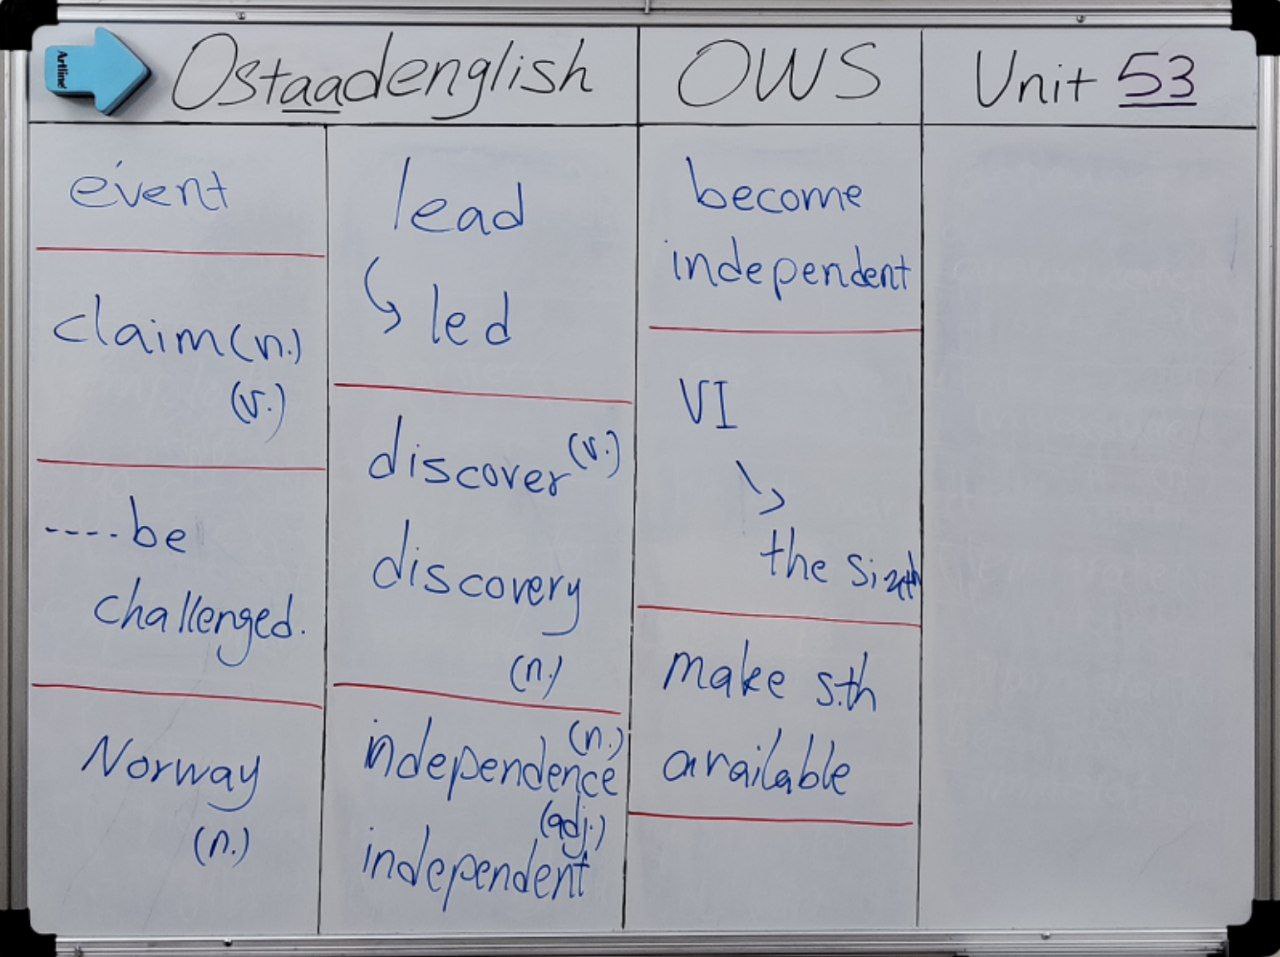 Artline
Ostaadenglish
OWS
Unit 53
event
claim (n.)
(v.)
----be
challenged.
Norway
(n.)
lead
led
discover (v.)
discovery
(n.)
independence (n.)
independent (adj.)
become
independent
VI
the sixth
make s.th
available